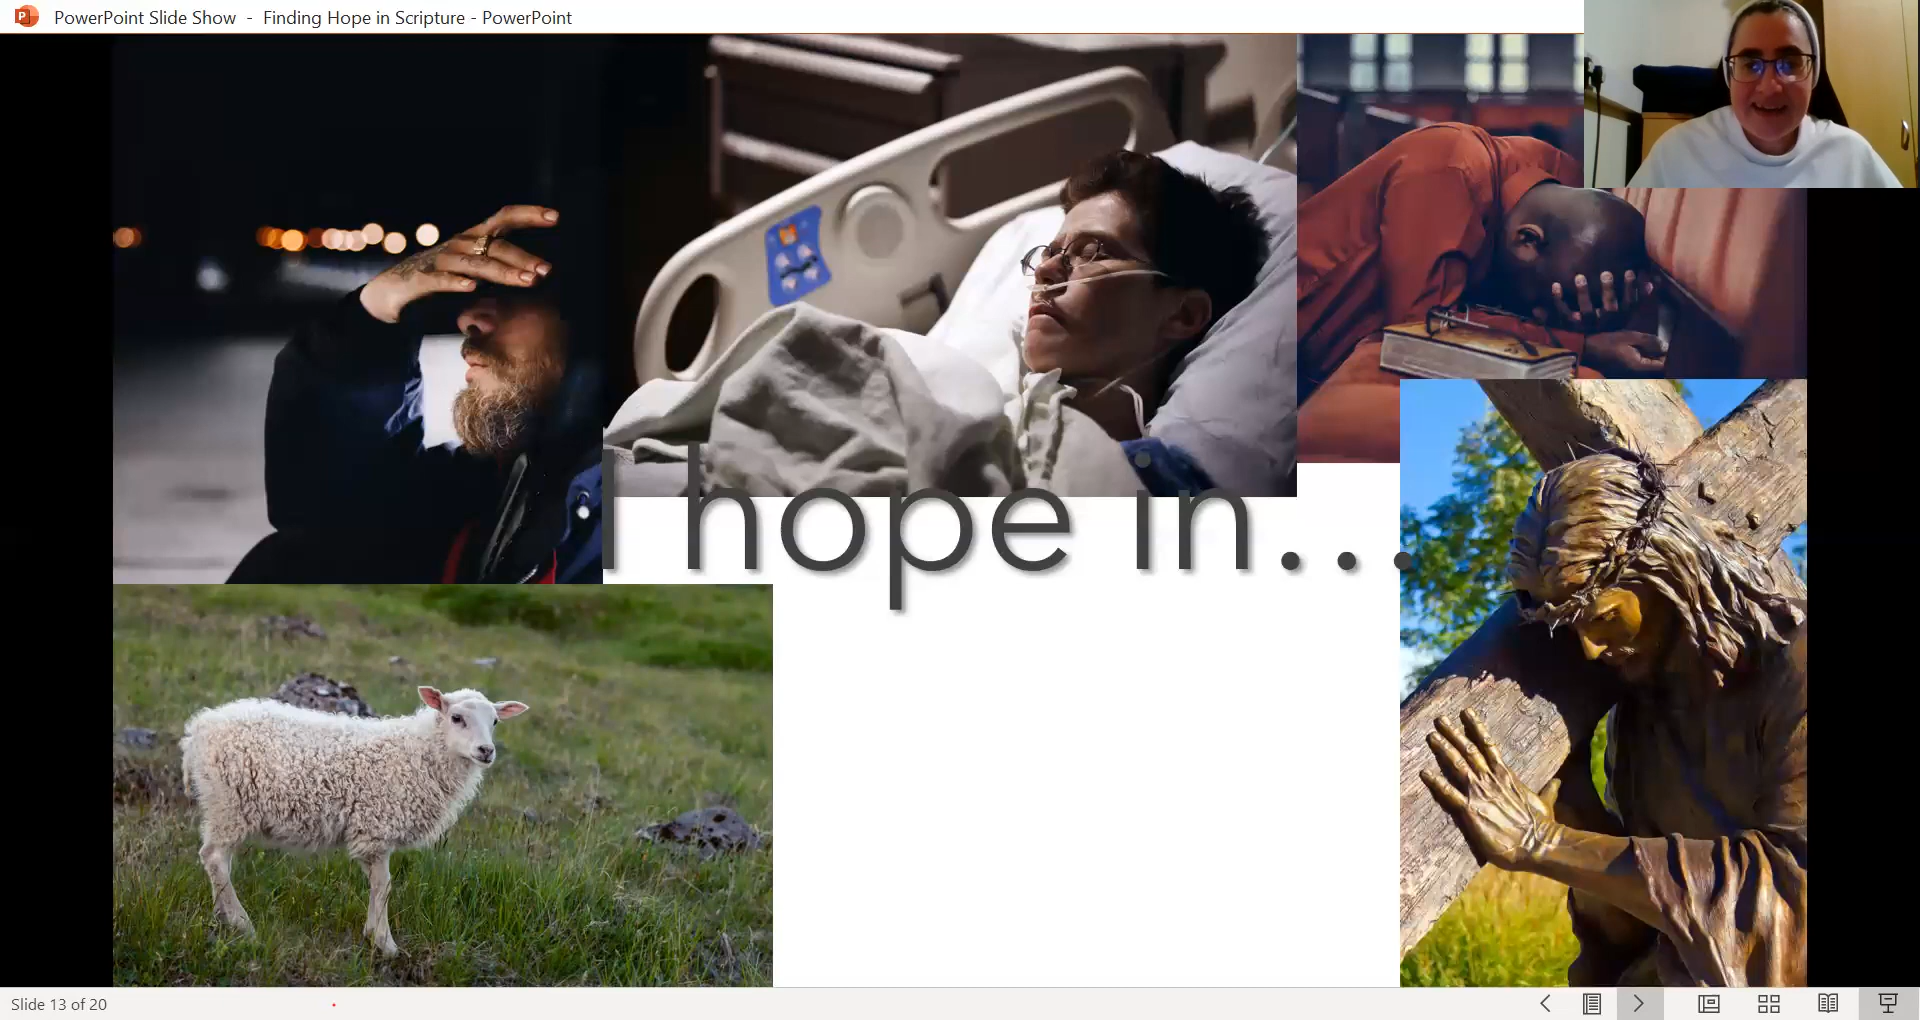 PowerPoint Slide Show - Finding Hope in Scripture - PowerPoint
I hope in...
Slide 13 of 20